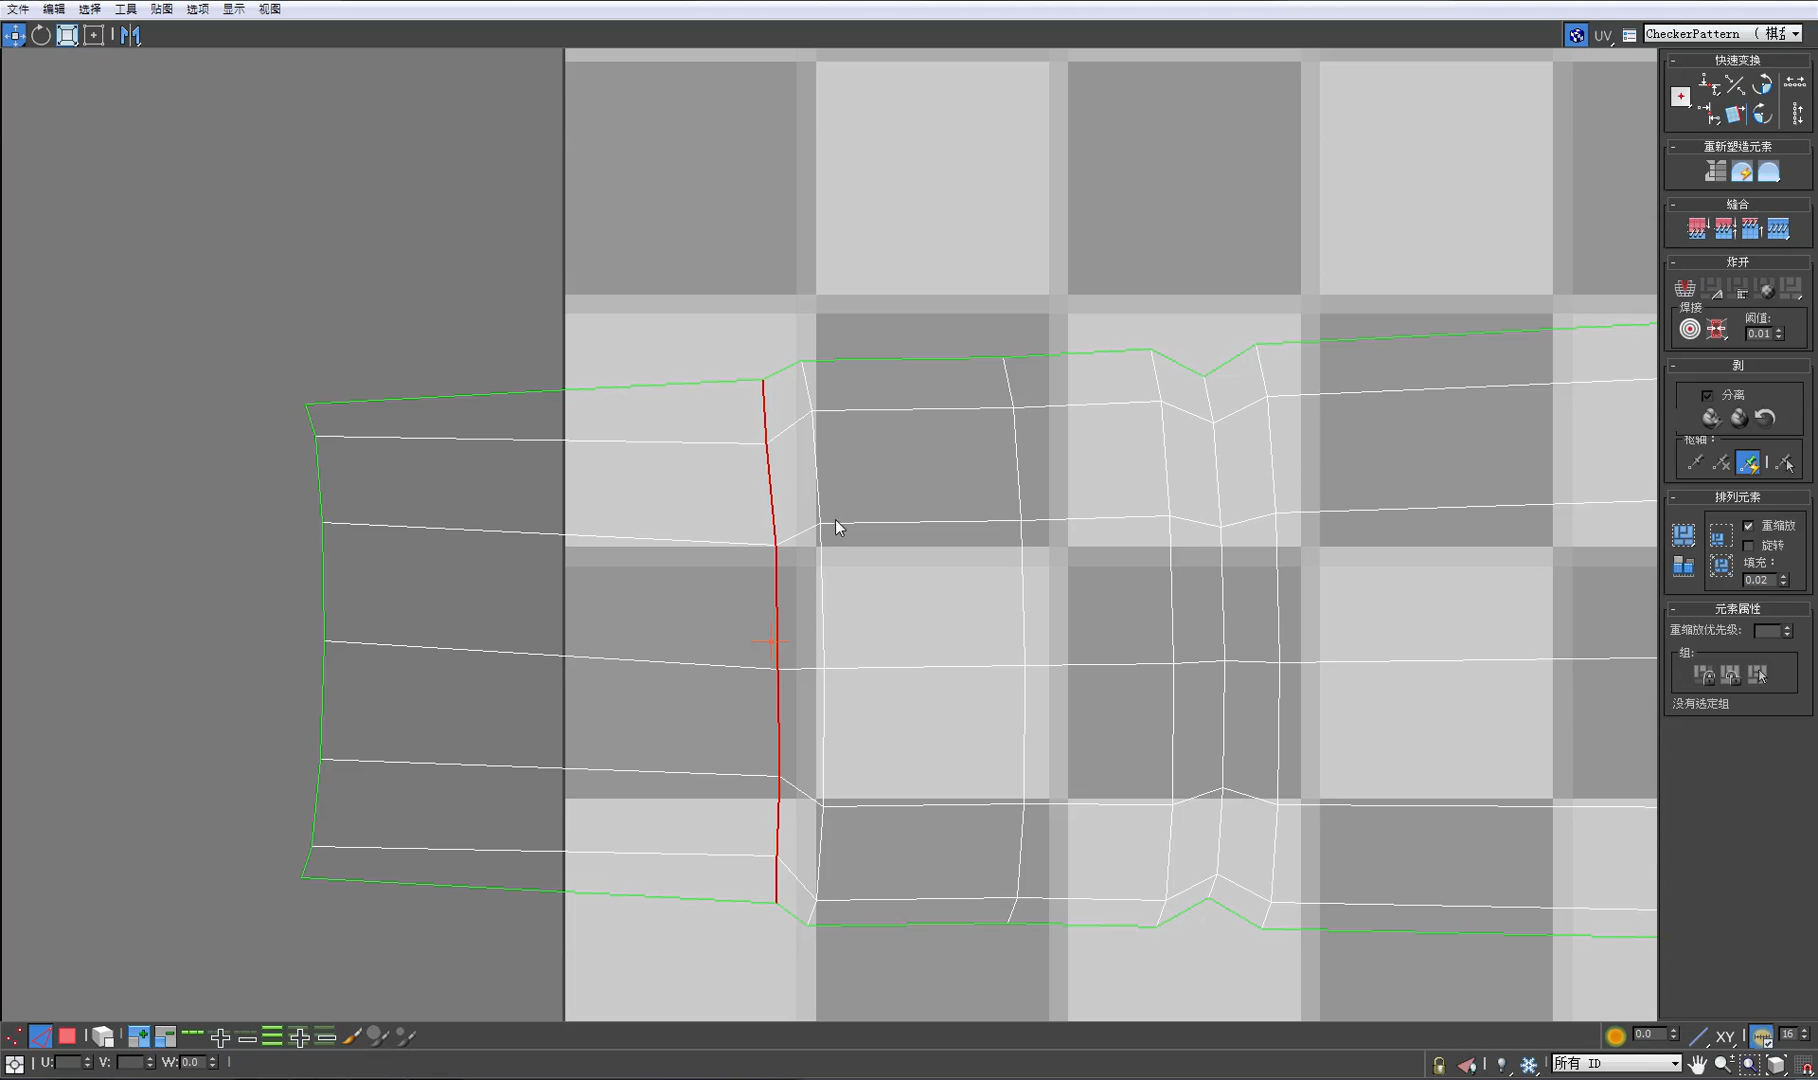 文件 编辑 选择 工具 贴图 选项 显示 视图
UV
CheckerPattern （ 棋盘
快速变换
重新塑造元素
缝合
炸开
焊接
阈值:
0.01
剥
分离
枢轴：
排列元素
重缩放
旋转
填充：
0.02
元素属性
重缩放优先级:
组:
没有选定组
0.0
XY
16
U:
V:
W: 0.0
所有 ID